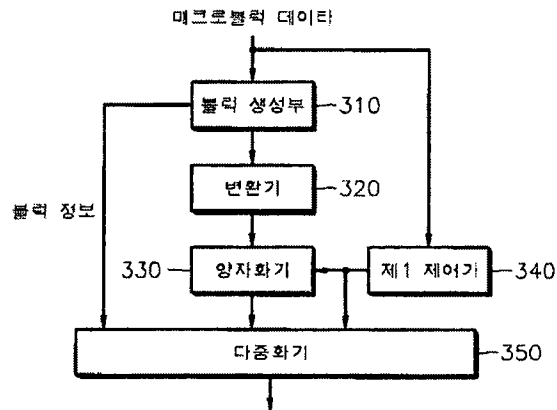 매크로블럭 데이타
블럭 생성부
310
변환기
320
블럭 정보
330
양자화기
제1 제어기
340
다중화기
350